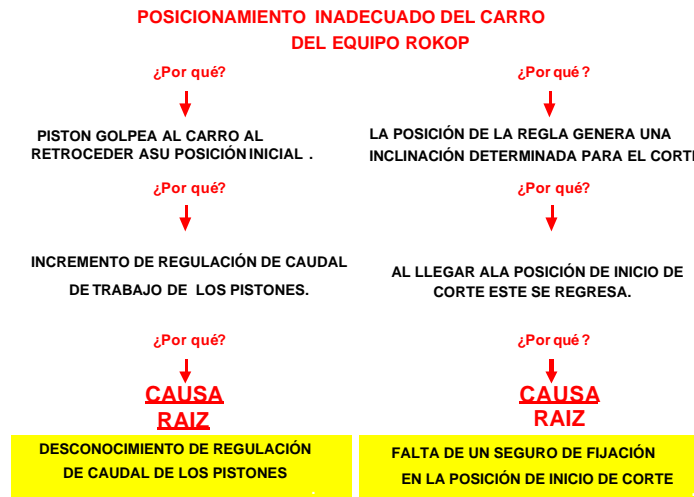 POSICIONAMIENTO INADECUADO DEL CARRO
DEL EQUIPO ROKOP
¿Por qué?
PISTON GOLPEA AL CARRO AL
RETROCEDER ASU POSICIÓN INICIAL .
¿Por qué?
INCREMENTO DE REGULACIÓN DE CAUDAL
DE TRABAJO DE LOS PISTONES.
¿Por qué?
CAUSA
RAIZ
DESCONOCIMIENTO DE REGULACIÓN
DE CAUDAL DE LOS PISTONES
¿Por qué ?
LA POSICIÓN DE LA REGLA GENERA UNA
INCLINACIÓN DETERMINADA PARA EL CORTE
¿Por qué?
AL LLEGAR ALA POSICIÓN DE INICIO DE
CORTE ESTE SE REGRESA.
¿Por qué ?
CAUSA
RAIZ
FALTA DE UN SEGURO DE FIJACIÓN
EN LA POSICIÓN DE INICIO DE CORTE